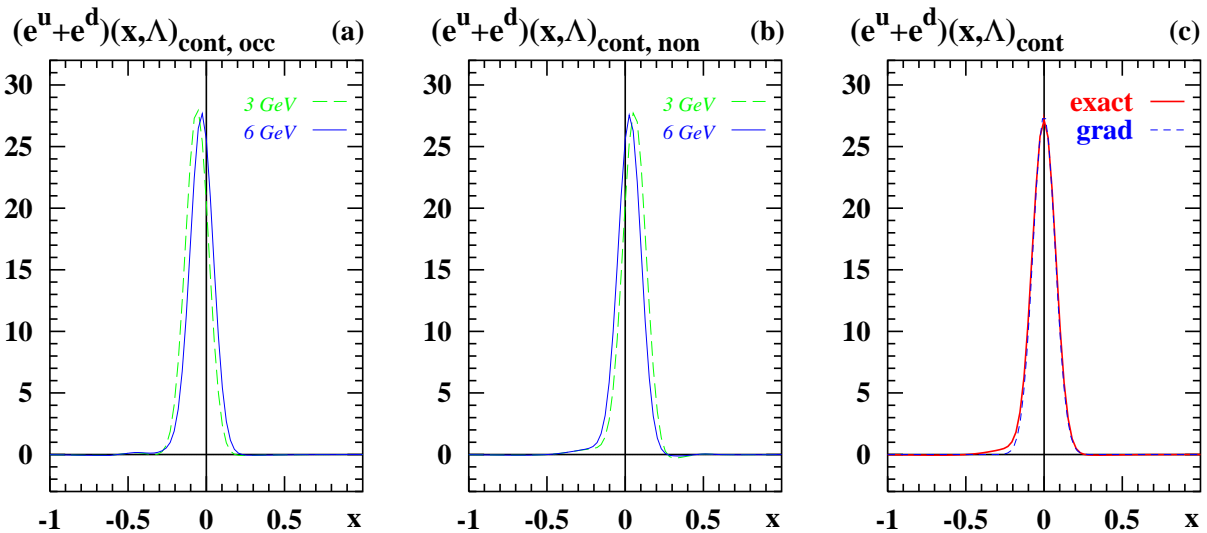 (e^u+e^d)(x,Λ)_cont, occ (a)
30
25
20
15
10
5
0
3 GeV
6 GeV
-1 -0.5 0 0.5 x
(e^u+e^d)(x,Λ)_cont, non (b)
30
25
20
15
10
5
0
3 GeV
6 GeV
-1 -0.5 0 0.5 x
(e^u+e^d)(x,Λ)_cont (c)
30
25
20
15
10
5
0
exact
grad
-1 -0.5 0 0.5 x